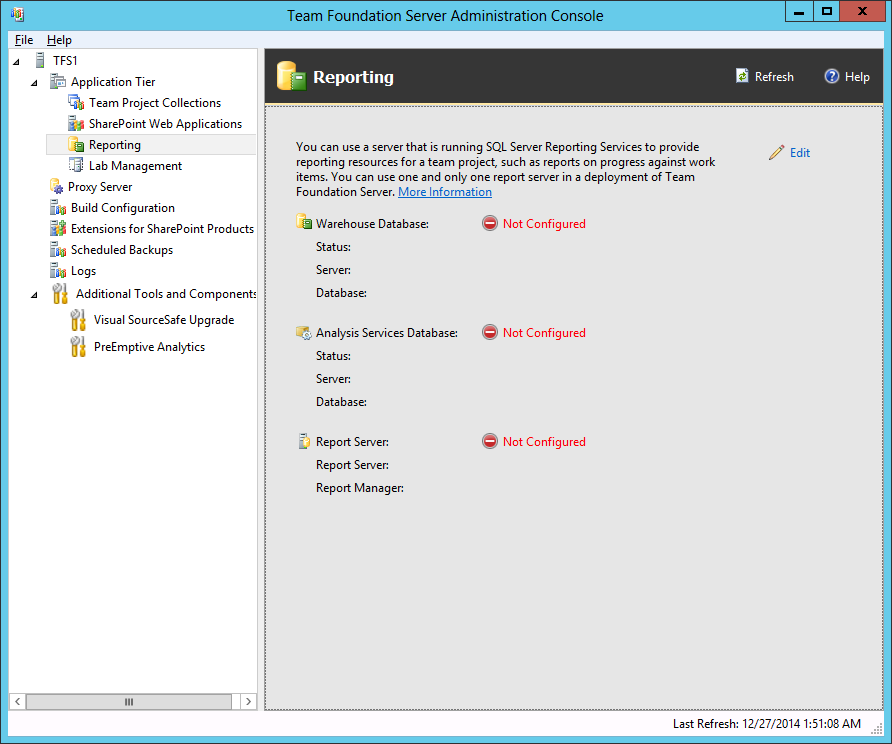 Team Foundation Server Administration Console
File Help
TFS1
Application Tier
Team Project Collections
SharePoint Web Applications
Reporting
Lab Management
Proxy Server
Build Configuration
Extensions for SharePoint Products
Scheduled Backups
Logs
Additional Tools and Components
Visual SourceSafe Upgrade
PreEmptive Analytics
Reporting
Refresh
Help
You can use a server that is running SQL Server Reporting Services to provide
reporting resources for a team project, such as reports on progress against work
items. You can use one and only one report server in a deployment of Team
Foundation Server. More Information
Edit
Warehouse Database: Not Configured
Status:
Server:
Database:
Analysis Services Database: Not Configured
Status:
Server:
Database:
Report Server: Not Configured
Report Server:
Report Manager:
Last Refresh: 12/27/2014 1:51:08 AM